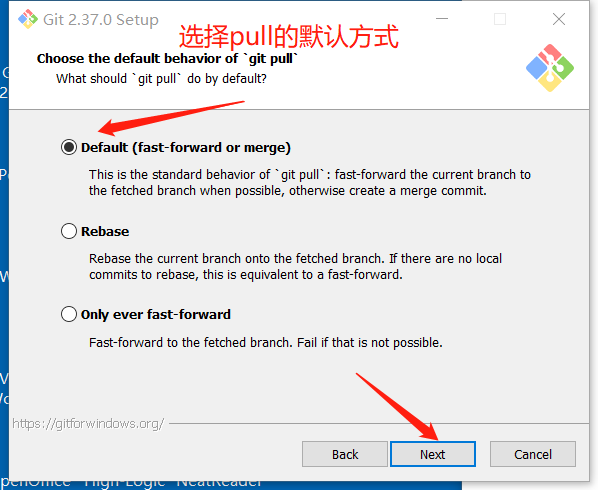 Git 2.37.0 Setup
选择pull的默认方式
Choose the default behavior of `git pull`
What should `git pull` do by default?
Default (fast-forward or merge)
This is the standard behavior of `git pull`: fast-forward the current branch to
the fetched branch when possible, otherwise create a merge commit.
Rebase
Rebase the current branch onto the fetched branch. If there are no local
commits to rebase, this is equivalent to a fast-forward.
Only ever fast-forward
Fast-forward to the fetched branch. Fail if that is not possible.
https://gitforwindows.org/
Back
Next
Cancel
High-Logic
NeatReader